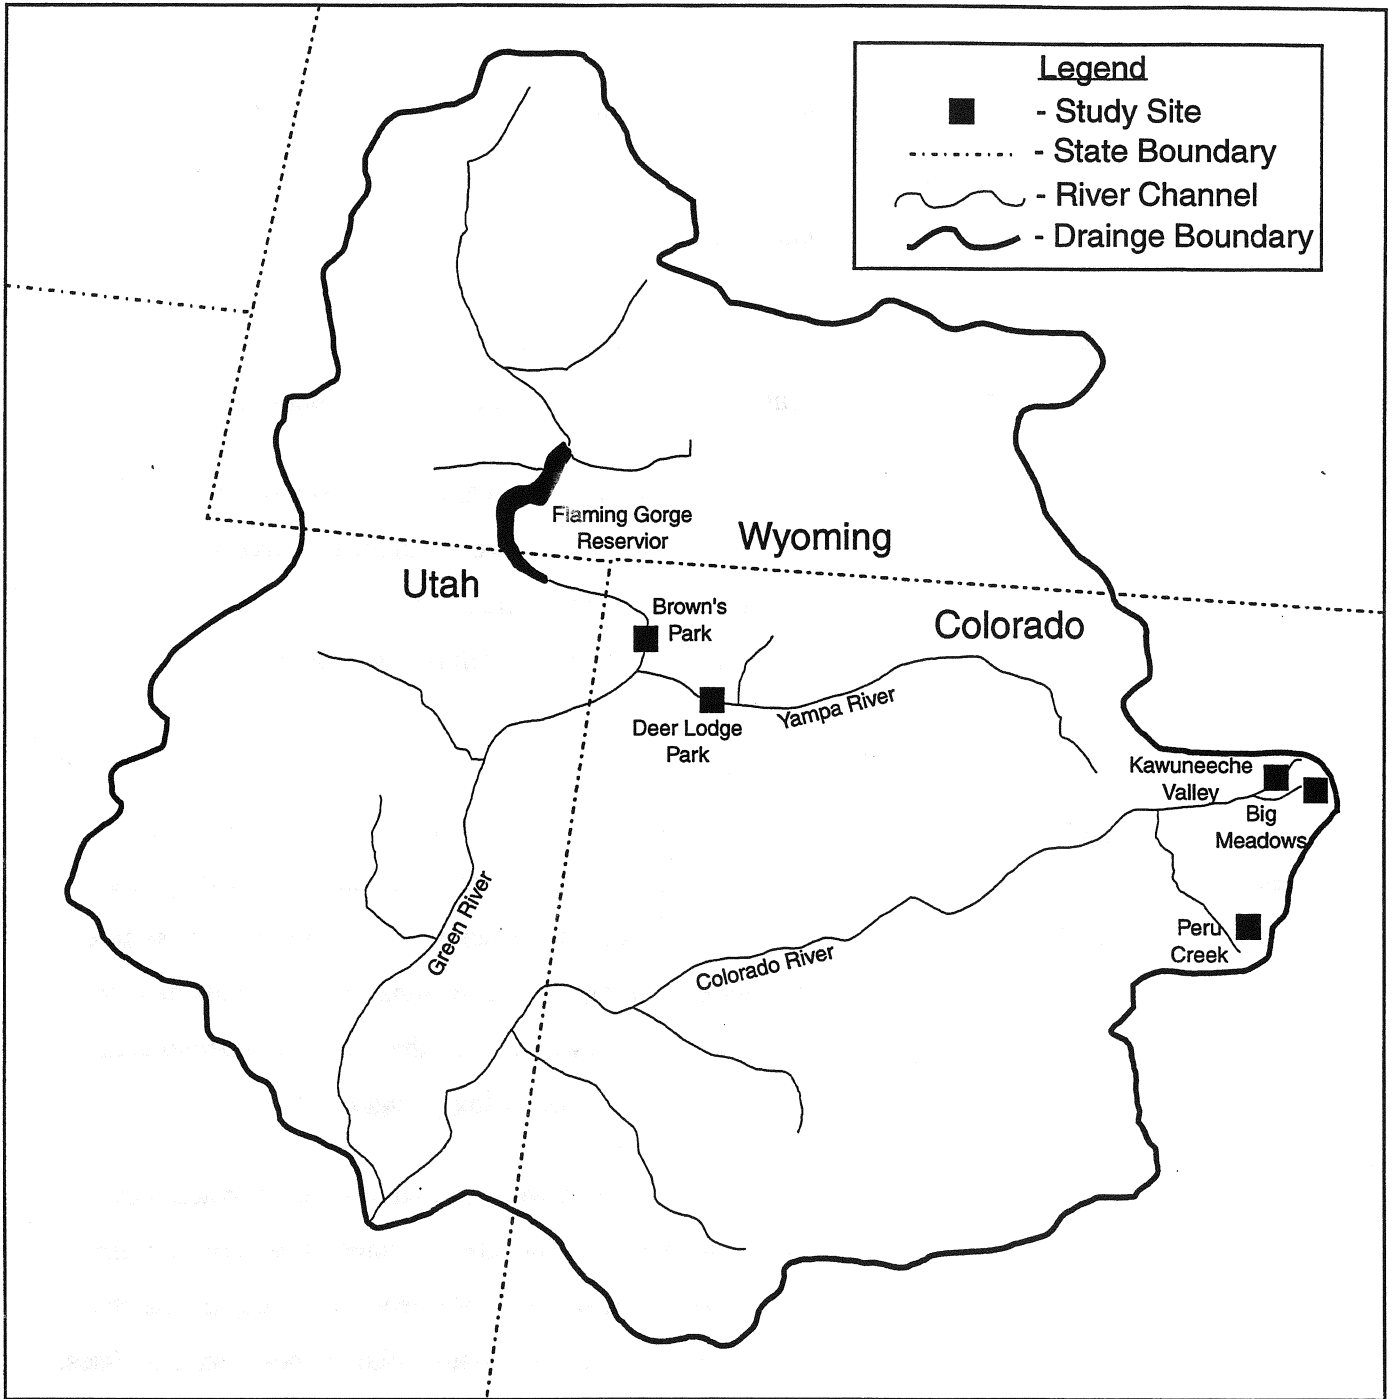 Legend
- Study Site
- State Boundary
- River Channel
- Drainge Boundary
Flaming Gorge
Reservior
Wyoming
Utah
Brown's
Park
Colorado
Deer Lodge
Park
Yampa River
Kawuneeche
Valley
Big
Meadows
Green River
Peru
Creek
Colorado River